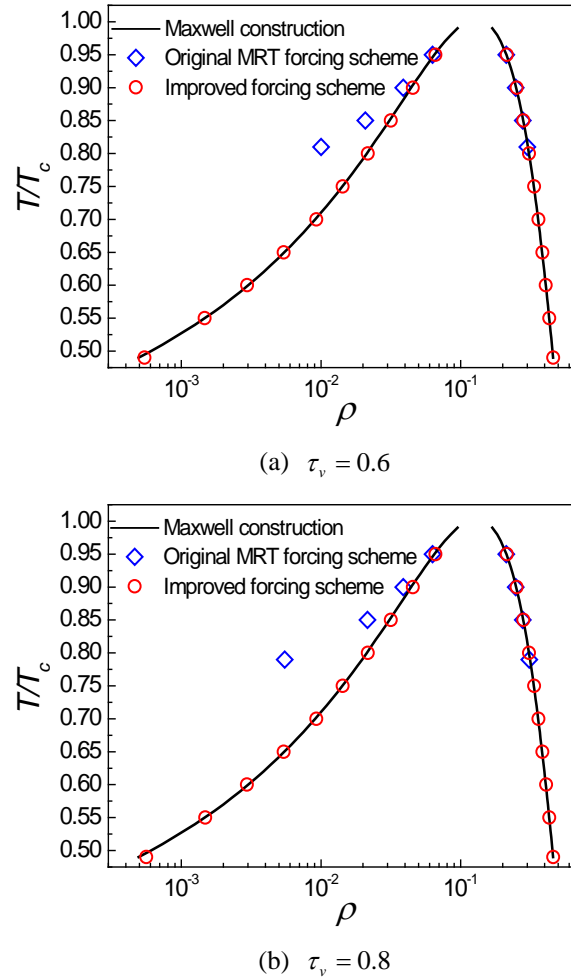 1.00
0.95
0.90
0.85
0.80
0.75
0.70
0.65
0.60
0.55
0.50
T/T_c
Maxwell construction
Original MRT forcing scheme
Improved forcing scheme
10^-3 10^-2 10^-1
ρ
(a) τ_v = 0.6
1.00
0.95
0.90
0.85
0.80
0.75
0.70
0.65
0.60
0.55
0.50
T/T_c
Maxwell construction
Original MRT forcing scheme
Improved forcing scheme
10^-3 10^-2 10^-1
ρ
(b) τ_v = 0.8